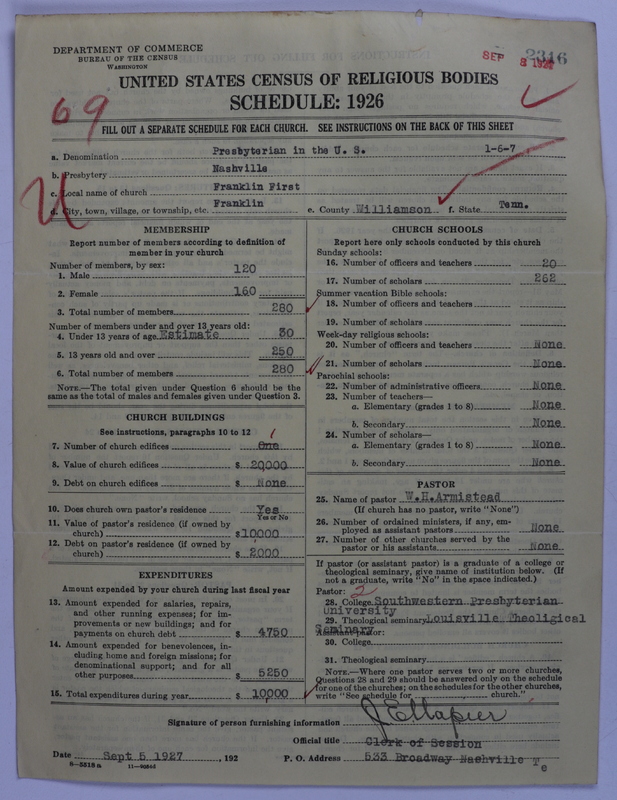 DEPARTMENT OF COMMERCE
BUREAU OF THE CENSUS
WASHINGTON
SEP 8 1926
2316
UNITED STATES CENSUS OF RELIGIOUS BODIES
SCHEDULE: 1926
69
FILL OUT A SEPARATE SCHEDULE FOR EACH CHURCH. SEE INSTRUCTIONS ON THE BACK OF THIS SHEET
a. Denomination Presbyterian in the U. S. 1-6-7
b. Presbytery Nashville
c. Local name of church Franklin First
d. City, town, village, or township, etc. Franklin e. County Williamson f. State Tenn.
MEMBERSHIP
Report number of members according to definition of
member in your church
Number of members, by sex:
1. Male 120
2. Female 160
3. Total number of members 280
Number of members under and over 13 years old:
4. Under 13 years of age Estimate 30
5. 13 years old and over 250
6. Total number of members 280
NOTE.—The total given under Question 6 should be the
same as the total of males and females given under Question 3.
CHURCH BUILDINGS
See instructions, paragraphs 10 to 12
7. Number of church edifices One 1
8. Value of church edifices $ 20000
9. Debt on church edifices $ None
10. Does church own pastor's residence Yes
Yes or No
11. Value of pastor's residence (if owned by
church) $10000
12. Debt on pastor's residence (if owned by
church) $ 2000
EXPENDITURES
Amount expended by your church during last fiscal year
13. Amount expended for salaries, repairs,
and other running expenses; for im-
provements or new buildings; and for
payments on church debt $ 4750
14. Amount expended for benevolences, in-
cluding home and foreign missions; for
denominational support; and for all
other purposes $ 5250
15. Total expenditures during year $ 10000
CHURCH SCHOOLS
Report here only schools conducted by this church
Sunday schools:
16. Number of officers and teachers 20
17. Number of scholars 262
Summer vacation Bible schools:
18. Number of officers and teachers
19. Number of scholars
Week-day religious schools:
20. Number of officers and teachers None
21. Number of scholars None
Parochial schools:
22. Number of administrative officers None
23. Number of teachers—
a. Elementary (grades 1 to 8) None
b. Secondary None
24. Number of scholars—
a. Elementary (grades 1 to 8) None
b. Secondary None
PASTOR
25. Name of pastor W.H.Armistead
(If church has no pastor, write "None")
26. Number of ordained ministers, if any, em-
ployed as assistant pastors None
27. Number of other churches served by the
pastor or his assistants None
If pastor (or assistant pastor) is a graduate of a college or
theological seminary, give name of institution below. (If
not a graduate, write "No" in the space indicated.)
Pastor: 2
28. College Southwestern Presbyterian
University
29. Theological seminary Louisville Theoligical
Seminary
Assistant pastor:
30. College
31. Theological seminary
NOTE.—Where one pastor serves two or more churches,
Questions 28 and 29 should be answered only on the schedule
for one of the churches; on the schedules for the other churches,
write "See schedule for church."
Signature of person furnishing information J E Napier
Official title Clerk of Session
Date Sept 5 1927, 192 P. O. Address 533 Broadway Nashville Te
8—5518 a 11—9056d